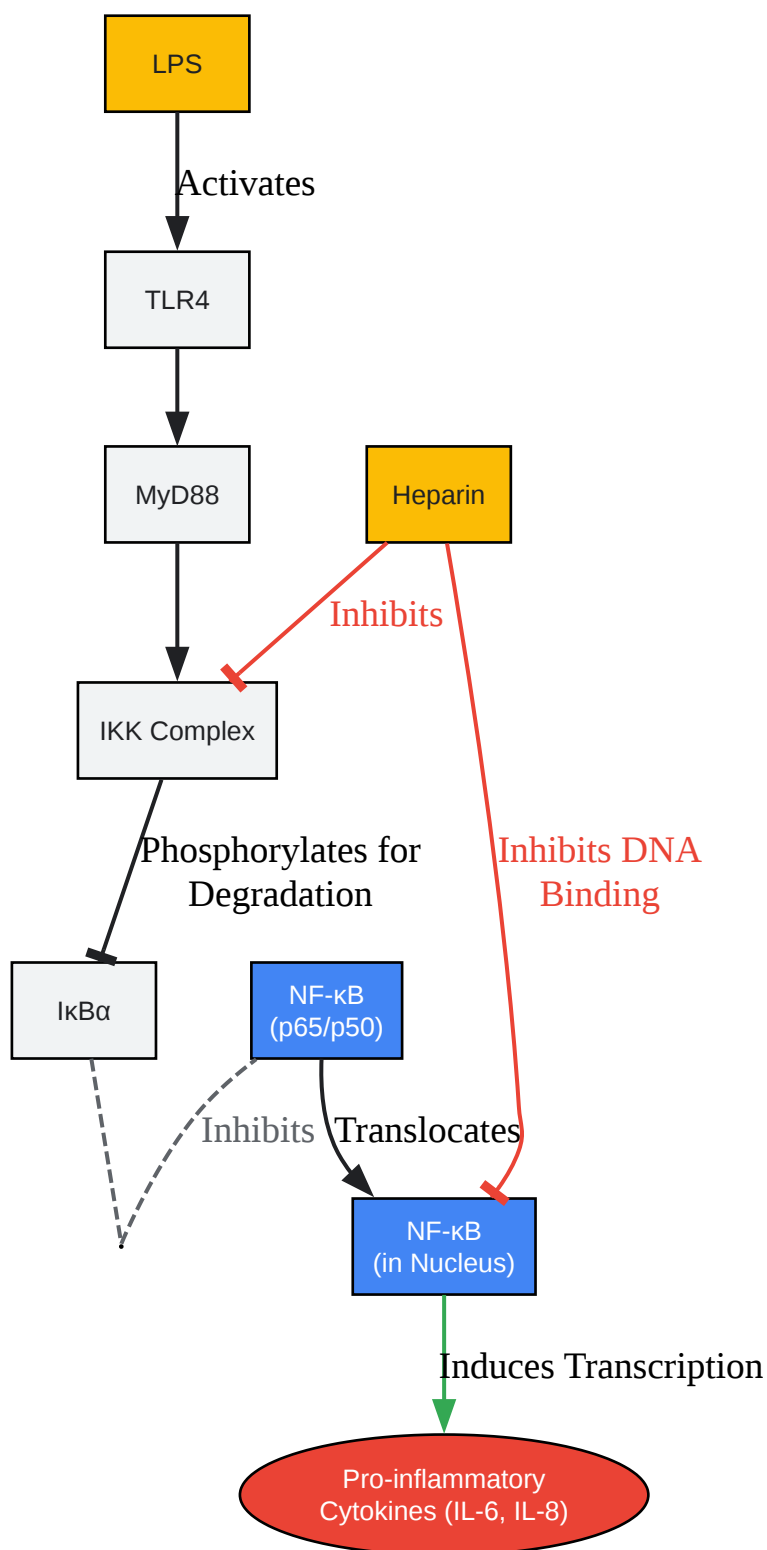 LPS
Activates
TLR4
MyD88
Heparin
Inhibits
IKK Complex
Phosphorylates for
Degradation
Inhibits DNA
Binding
IκBα
NF-κB
(p65/p50)
Inhibits
Translocates
NF-κB
(in Nucleus)
Induces Transcription
Pro-inflammatory
Cytokines (IL-6, IL-8)